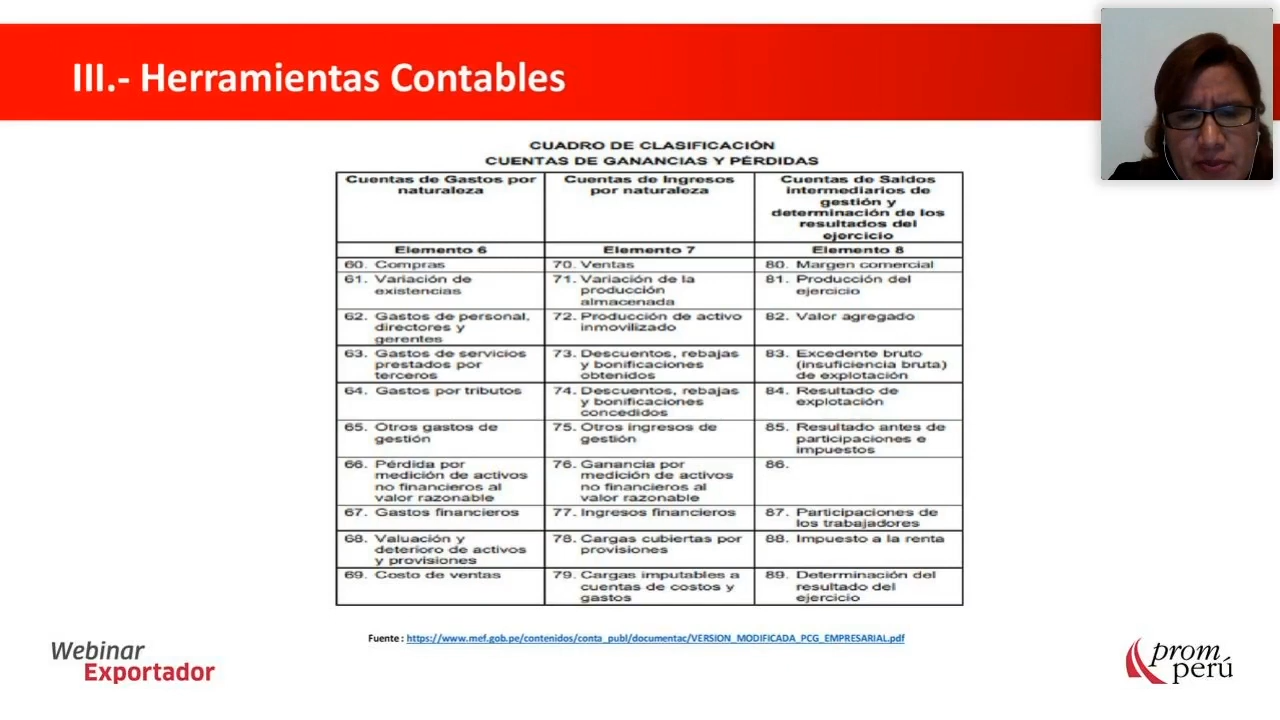 III.- Herramientas Contables
CUADRO DE CLASIFICACIÓN
CUENTAS DE GANANCIAS Y PÉRDIDAS
Cuentas de Gastos por
naturaleza
Cuentas de Ingresos
por naturaleza
Cuentas de Saldos
intermediarios de
gestión y
determinación de los
resultados del
ejercicio
Elemento 6
Elemento 7
Elemento 8
60. Compras
70. Ventas
80. Margen comercial
61. Variación de
existencias
71. Variación de la
producción
almacenada
81. Producción del
ejercicio
62. Gastos de personal,
directores y
gerentes
72. Producción de activo
inmovilizado
82. Valor agregado
63. Gastos de servicios
prestados por
terceros
73. Descuentos, rebajas
y bonificaciones
obtenidos
83. Excedente bruto
(insuficiencia bruta)
de explotación
64. Gastos por tributos
74. Descuentos, rebajas
y bonificaciones
concedidos
84. Resultado de
explotación
65. Otros gastos de
gestión
75. Otros ingresos de
gestión
85. Resultado antes de
participaciones e
impuestos
66. Pérdida por
medición de activos
no financieros al
valor razonable
76. Ganancia por
medición de activos
no financieros al
valor razonable
86.
67. Gastos financieros
77. Ingresos financieros
87. Participaciones de
los trabajadores
68. Valuación y
deterioro de activos
y provisiones
78. Cargas cubiertas por
provisiones
88. Impuesto a la renta
69. Costo de ventas
79. Cargas imputables a
cuentas de costos y
gastos
89. Determinación del
resultado del
ejercicio
Fuente : https://www.mef.gob.pe/contenidos/conta_publ/documentac/VERSION_MODIFICADA_PCG_EMPRESARIAL.pdf
Webinar
Exportador
prom
perú